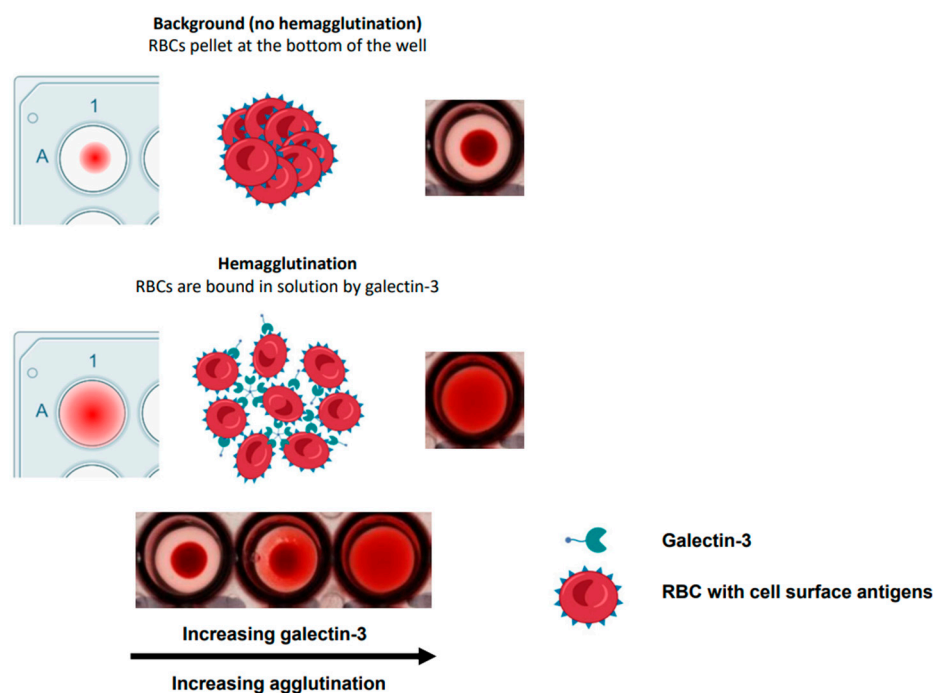 Background (no hemagglutination)
RBCs pellet at the bottom of the well
1
A
Hemagglutination
RBCs are bound in solution by galectin-3
1
A
Galectin-3
RBC with cell surface antigens
Increasing galectin-3
Increasing agglutination